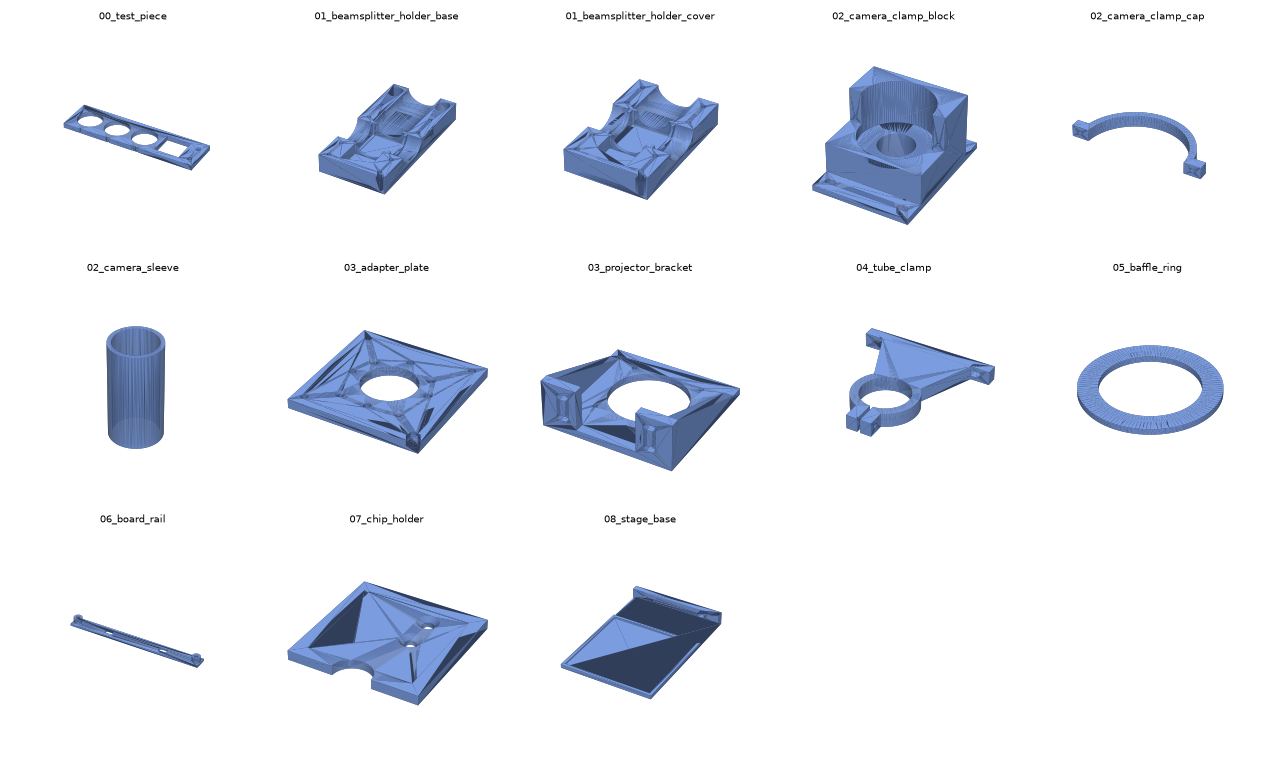 00_test_piece
01_beamsplitter_holder_base
01_beamsplitter_holder_cover
02_camera_clamp_block
02_camera_clamp_cap
02_camera_sleeve
03_adapter_plate
03_projector_bracket
04_tube_clamp
05_baffle_ring
06_board_rail
07_chip_holder
08_stage_base